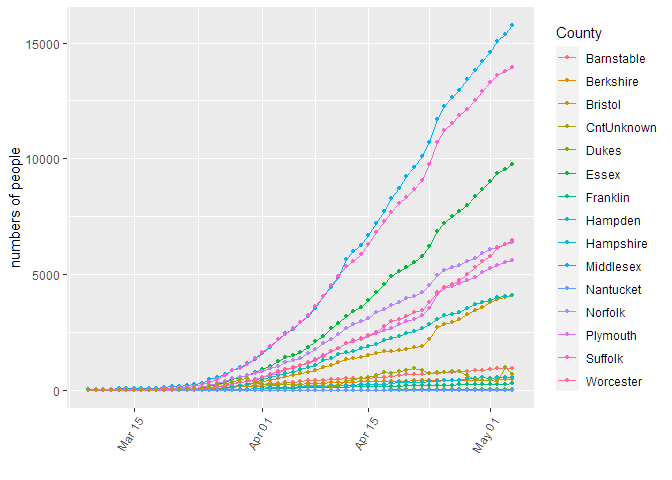 County
Barnstable
Berkshire
Bristol
CntUnknown
Dukes
Essex
Franklin
Hampden
Hampshire
Middlesex
Nantucket
Norfolk
Plymouth
Suffolk
Worcester
numbers of people
15000
10000
5000
0
Mar 15
Apr 01
Apr 15
May 01